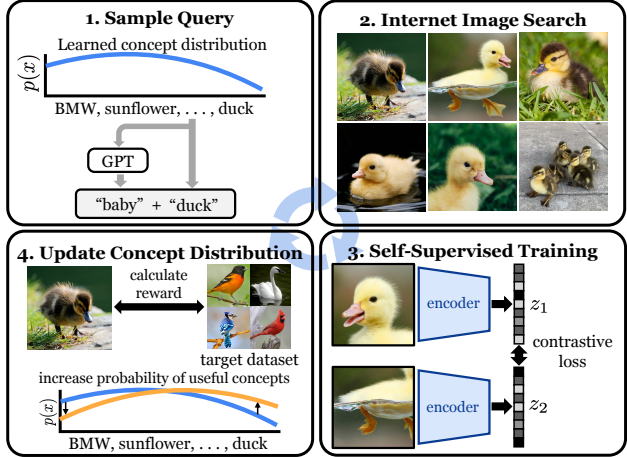 1. Sample Query
Learned concept distribution
p(x)
BMW, sunflower, . . . , duck
GPT
“baby” + “duck”
2. Internet Image Search
4. Update Concept Distribution
calculate
reward
target dataset
increase probability of useful concepts
p(x)
BMW, sunflower, . . . , duck
3. Self-Supervised Training
encoder
z1
contrastive
loss
encoder
z2